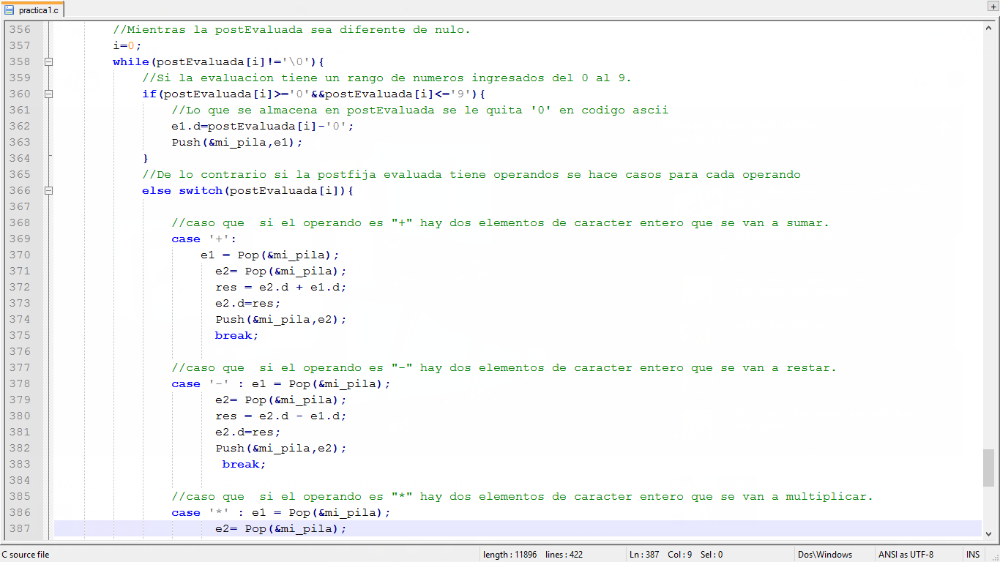 practica1.c
356 //Mientras la postEvaluada sea diferente de nulo.
357 i=0;
358 while(postEvaluada[i]!='\0'){
359 //Si la evaluacion tiene un rango de numeros ingresados del 0 al 9.
360 if(postEvaluada[i]>='0'&&postEvaluada[i]<='9'){
361 //Lo que se almacena en postEvaluada se le quita '0' en codigo ascii
362 e1.d=postEvaluada[i]-'0';
363 Push(&mi_pila,e1);
364 }
365 //De lo contrario si la postfija evaluada tiene operandos se hace casos para cada operando
366 else switch(postEvaluada[i]){
367
368 //caso que  si el operando es "+" hay dos elementos de caracter entero que se van a sumar.
369 case '+':
370 e1 = Pop(&mi_pila);
371 e2= Pop(&mi_pila);
372 res = e2.d + e1.d;
373 e2.d=res;
374 Push(&mi_pila,e2);
375 break;
376
377 //caso que  si el operando es "-" hay dos elementos de caracter entero que se van a restar.
378 case '-' : e1 = Pop(&mi_pila);
379 e2= Pop(&mi_pila);
380 res = e2.d - e1.d;
381 e2.d=res;
382 Push(&mi_pila,e2);
383 break;
384
385 //caso que  si el operando es "*" hay dos elementos de caracter entero que se van a multiplicar.
386 case '*' : e1 = Pop(&mi_pila);
387 e2= Pop(&mi_pila);
C source file length : 11896 lines : 422 Ln : 387 Col : 9 Sel : 0 Dos\Windows ANSI as UTF-8 INS